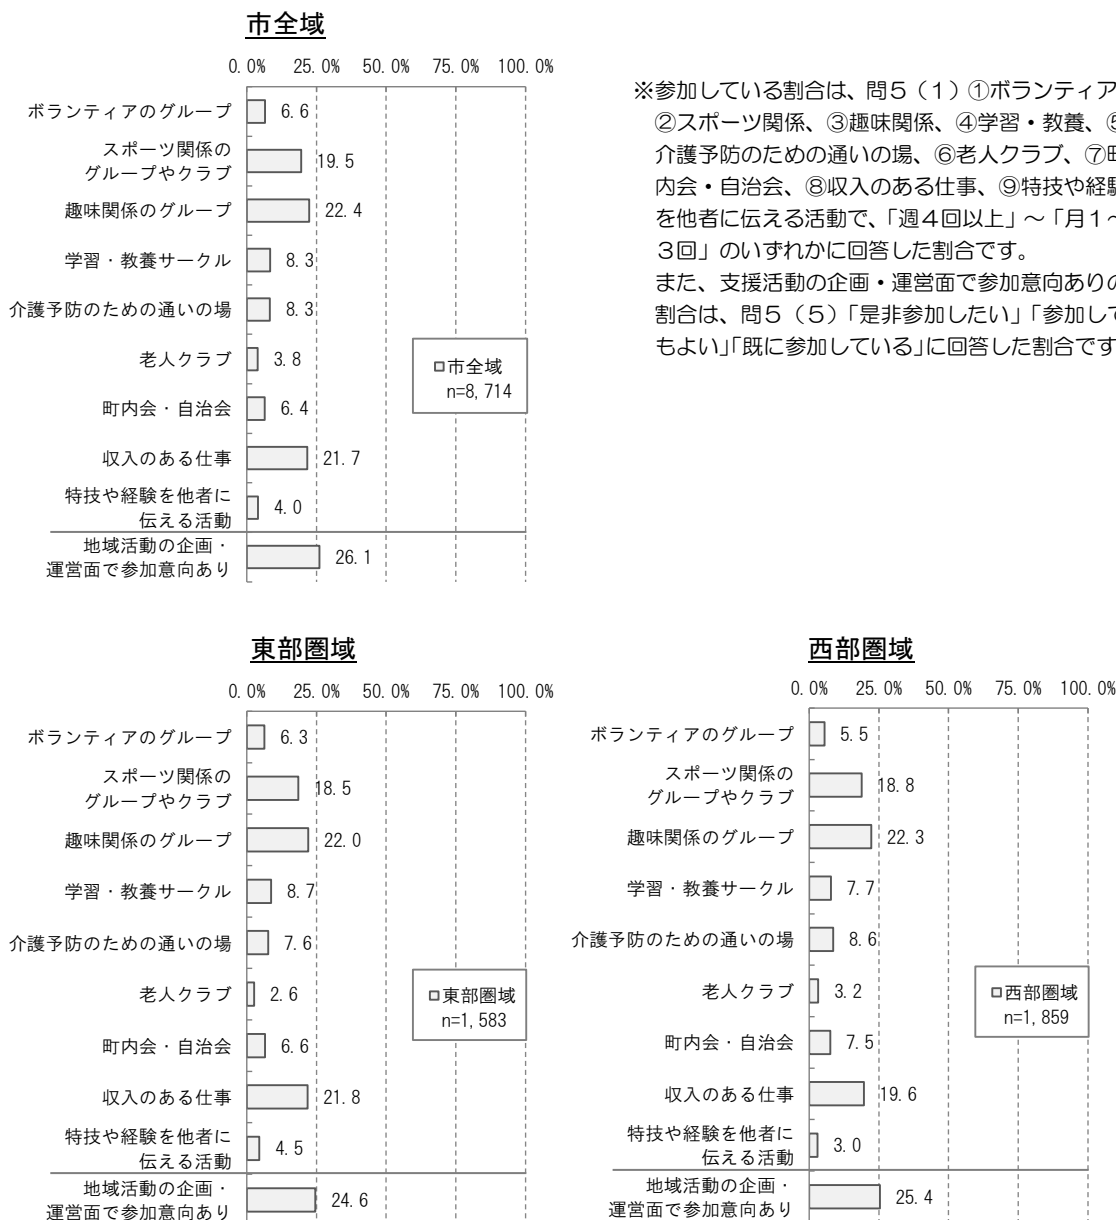 市全域
0.0% 25.0% 50.0% 75.0% 100.0%
ボランティアのグループ 6.6
スポーツ関係の
グループやクラブ 19.5
趣味関係のグループ 22.4
学習・教養サークル 8.3
介護予防のための通いの場 8.3
老人クラブ 3.8
町内会・自治会 6.4
収入のある仕事 21.7
特技や経験を他者に
伝える活動 4.0
地域活動の企画・
運営面で参加意向あり 26.1
市全域
n=8,714
※参加している割合は、問5(1)①ボランティア
②スポーツ関係、③趣味関係、④学習・教養、
介護予防のための通いの場、⑥老人クラブ、⑦
内会・自治会、⑧収入のある仕事、⑨特技や経
を他者に伝える活動で、「週4回以上」~「月1~
3回」のいずれかに回答した割合です。
また、支援活動の企画・運営面で参加意向ありの
割合は、問5(5)「是非参加したい」「参加して
もよい」「既に参加している」に回答した割合です
東部圏域
0.0% 25.0% 50.0% 75.0% 100.0%
ボランティアのグループ 6.3
スポーツ関係の
グループやクラブ 18.5
趣味関係のグループ 22.0
学習・教養サークル 8.7
介護予防のための通いの場 7.6
老人クラブ 2.6
町内会・自治会 6.6
収入のある仕事 21.8
特技や経験を他者に
伝える活動 4.5
地域活動の企画・
運営面で参加意向あり 24.6
東部圏域
n=1,583
西部圏域
0.0% 25.0% 50.0% 75.0% 100.0%
ボランティアのグループ 5.5
スポーツ関係の
グループやクラブ 18.8
趣味関係のグループ 22.3
学習・教養サークル 7.7
介護予防のための通いの場 8.6
老人クラブ 3.2
町内会・自治会 7.5
収入のある仕事 19.6
特技や経験を他者に
伝える活動 3.0
地域活動の企画・
運営面で参加意向あり 25.4
西部圏域
n=1,859